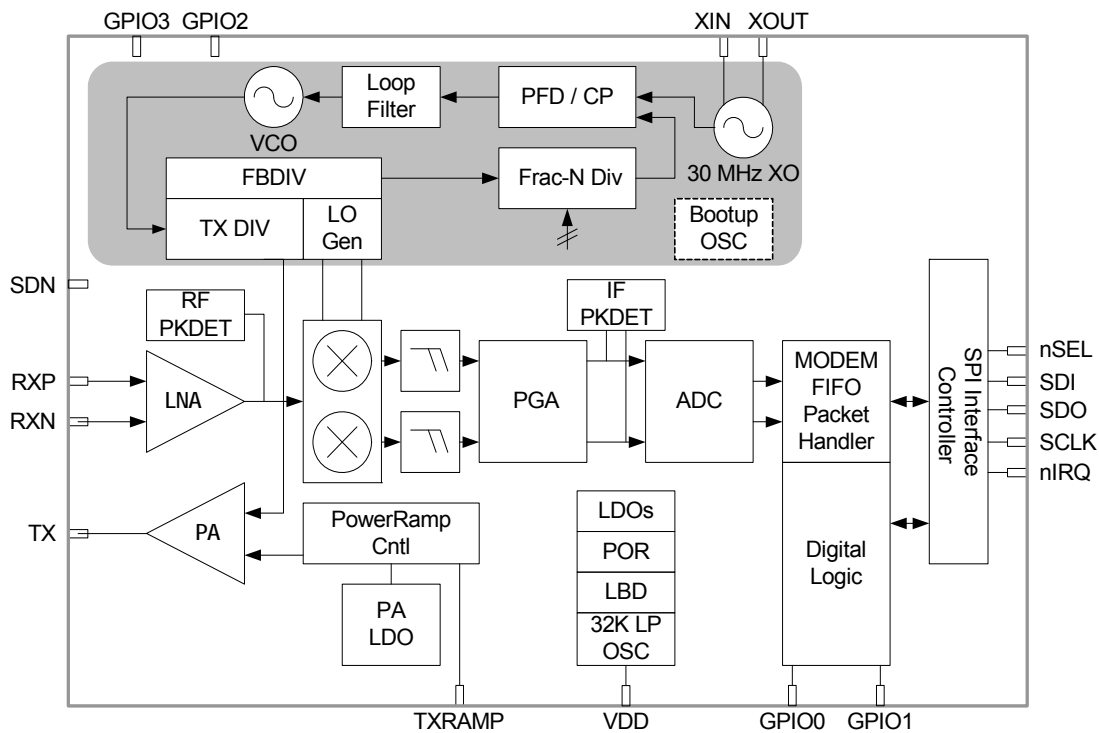 GPIO3 GPIO2
XIN XOUT
Loop
Filter
PFD / CP
VCO
30 MHz XO
FBDIV
Frac-N Div
TX DIV
LO
Gen
Bootup
OSC
SDN
RF
PKDET
IF
PKDET
RXP
RXN
LNA
PGA
ADC
MODEM
FIFO
Packet
Handler
SPI Interface
Controller
nSEL
SDI
SDO
SCLK
nIRQ
TX
PA
PowerRamp
Cntl
PA
LDO
LDOs
POR
LBD
32K LP
OSC
Digital
Logic
TXRAMP
VDD
GPIO0
GPIO1